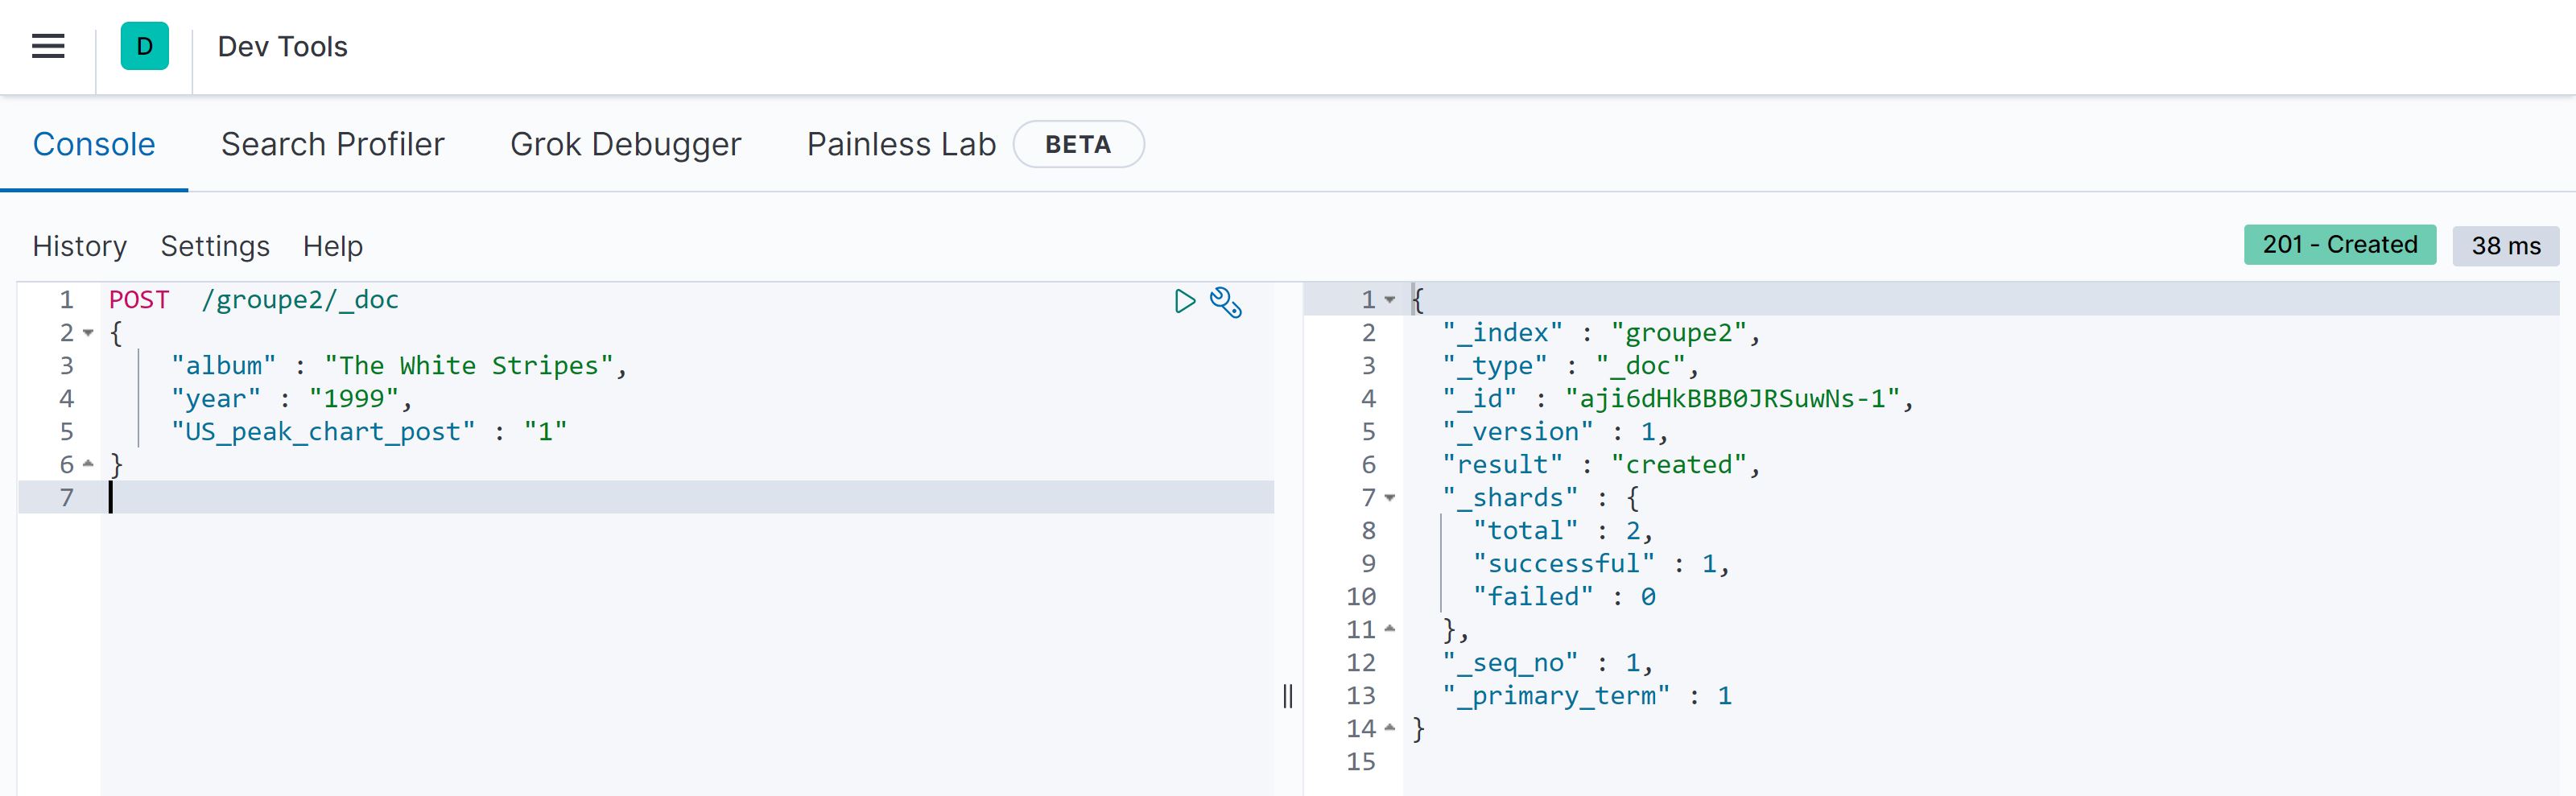 D Dev Tools
Console Search Profiler Grok Debugger Painless Lab BETA
History Settings Help 201 - Created 38 ms
1 POST /groupe2/_doc
2 {
3 "album" : "The White Stripes",
4 "year" : "1999",
5 "US_peak_chart_post" : "1"
6 }
7
1 {
2 "_index" : "groupe2",
3 "_type" : "_doc",
4 "_id" : "aji6dHkBBB0JRSuwNs-1",
5 "_version" : 1,
6 "result" : "created",
7 "_shards" : {
8 "total" : 2,
9 "successful" : 1,
10 "failed" : 0
11 },
12 "_seq_no" : 1,
13 "_primary_term" : 1
14 }
15